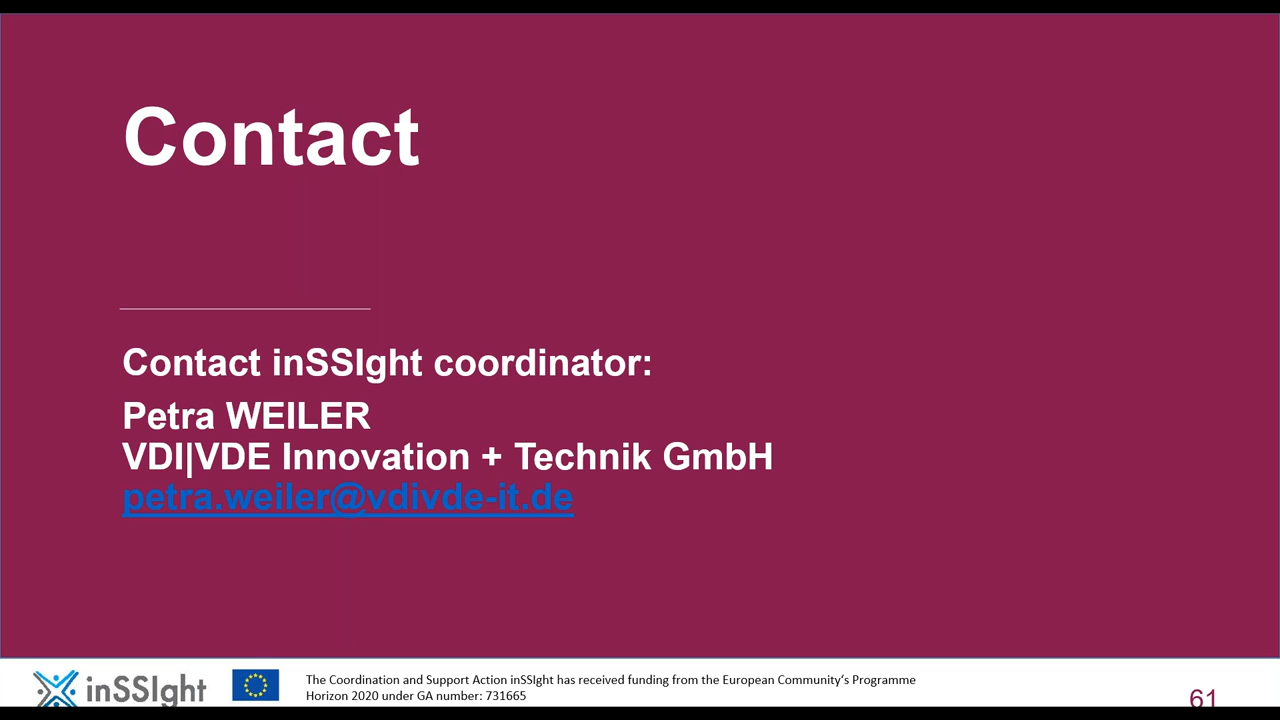 Contact
Contact inSSIght coordinator:
Petra WEILER
VDI|VDE Innovation + Technik GmbH
petra.weiler@vdivde-it.de
inSSIght
The Coordination and Support Action inSSIght has received funding from the European Community‘s Programme
Horizon 2020 under GA number: 731665
61